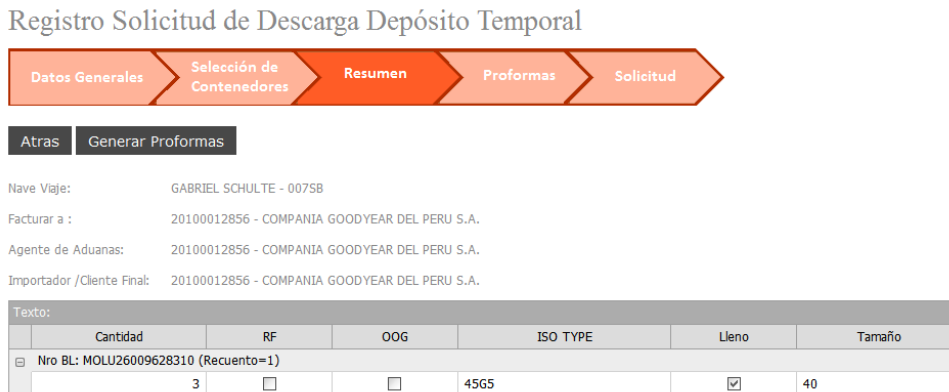 Registro Solicitud de Descarga Depósito Temporal
Datos Generales
Selección de
Contenedores
Resumen
Proformas
Solicitud
Atras
Generar Proformas
Nave Viaje: GABRIEL SCHULTE - 007SB
Facturar a : 20100012856 - COMPANIA GOODYEAR DEL PERU S.A.
Agente de Aduanas: 20100012856 - COMPANIA GOODYEAR DEL PERU S.A.
Importador /Cliente Final: 20100012856 - COMPANIA GOODYEAR DEL PERU S.A.
Texto:
Cantidad RF OOG ISO TYPE Lleno Tamaño
Nro BL: MOLU26009628310 (Recuento=1)
3 45G5 40